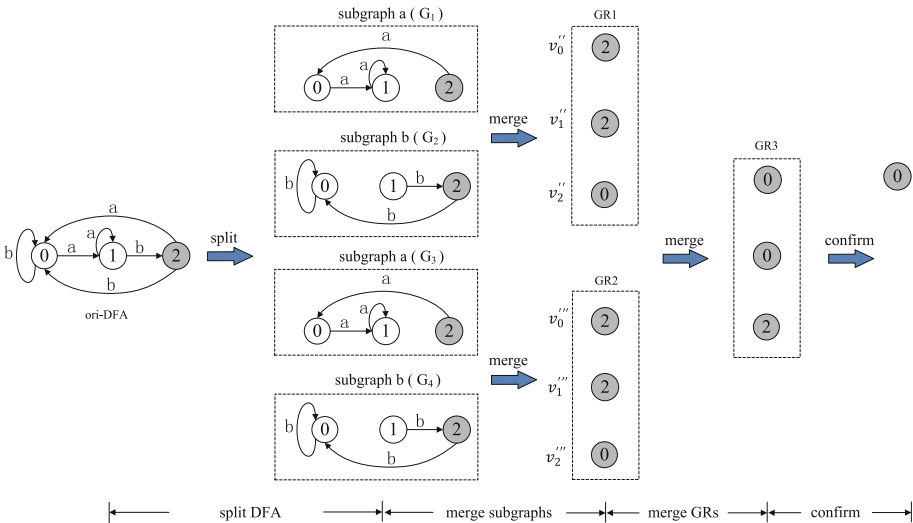 subgraph a ( G₁ )
a
0 a a 1 2
merge
subgraph b ( G₂ )
b 0 1 b 2
b
GR1
v₀′′ 2
v₁′′ 2
v₂′′ 0
a
b 0 a a 1 b 2
b
ori-DFA
split
subgraph a ( G₃ )
a
0 a a 1 2
merge
subgraph b ( G₄ )
b 0 1 b 2
b
GR2
v₀′′′ 2
v₁′′′ 2
v₂′′′ 0
merge
GR3
0
0
2
confirm
0
split DFA
merge subgraphs
merge GRs
confirm